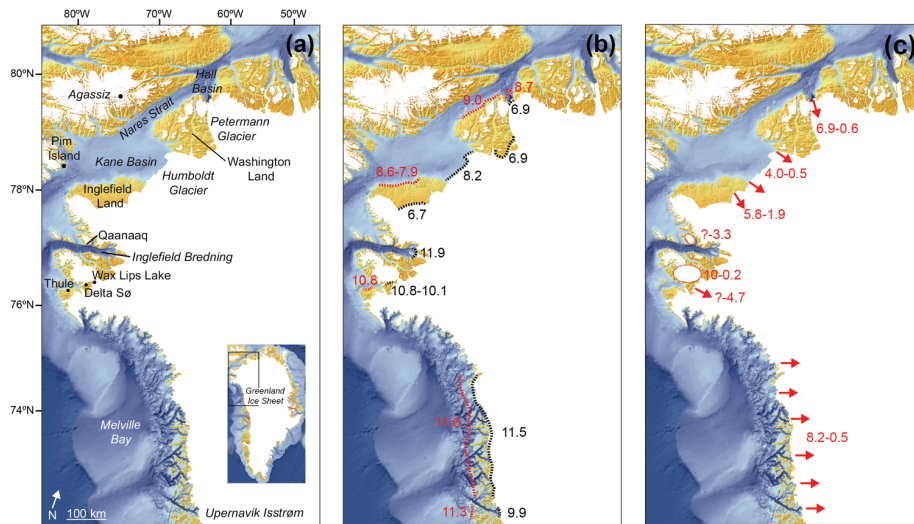 80°W
70°W
60°W
50°W
(a)
(b)
(c)
80°N
78°N
76°N
74°N
Hall
Basin
Agassiz
Nares Strait
Petermann
Glacier
Pim
Island
Kane Basin
Washington
Land
Humboldt
Glacier
Inglefield
Land
Qaanaaq
Inglefield Bredning
Wax Lips Lake
Thule
Delta Sø
Greenland
Ice Sheet
Melville
Bay
N
100 km
Upernavik Isstrøm
8.7
9.0
6.9
6.9
8.2
8.6-7.9
6.7
11.9
10.8
10.8-10.1
11.6
11.5
11.3
9.9
6.9-0.6
4.0-0.5
5.8-1.9
?-3.3
10-0.2
?-4.7
8.2-0.5